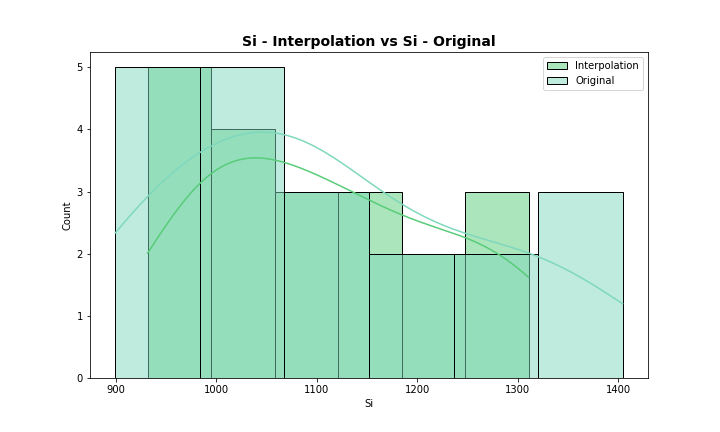 Si - Interpolation vs Si - Original
Interpolation
Original
5
4
3
2
1
0
Count
900
1000
1100
1200
1300
1400
Si